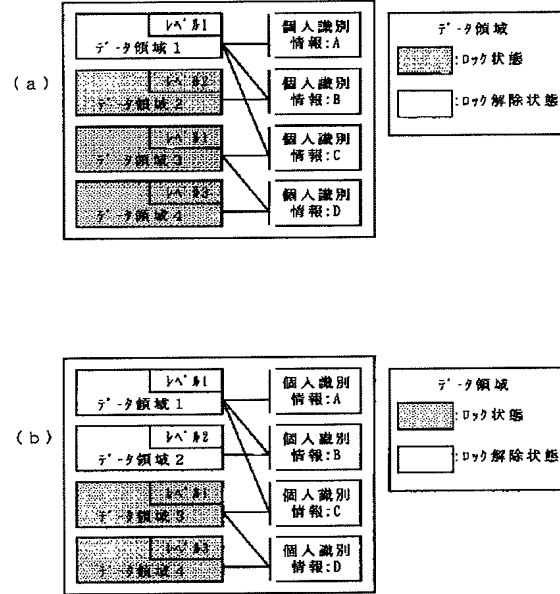 (a)
レベル1
データ領域1
レベル2
データ領域2
レベル1
データ領域3
レベル3
データ領域4
個人識別
情報:A
個人識別
情報:B
個人識別
情報:C
個人識別
情報:D
データ領域
:ロック状態
:ロック解除状態
(b)
レベル1
データ領域1
レベル2
データ領域2
レベル1
データ領域3
レベル3
データ領域4
個人識別
情報:A
個人識別
情報:B
個人識別
情報:C
個人識別
情報:D
データ領域
:ロック状態
:ロック解除状態